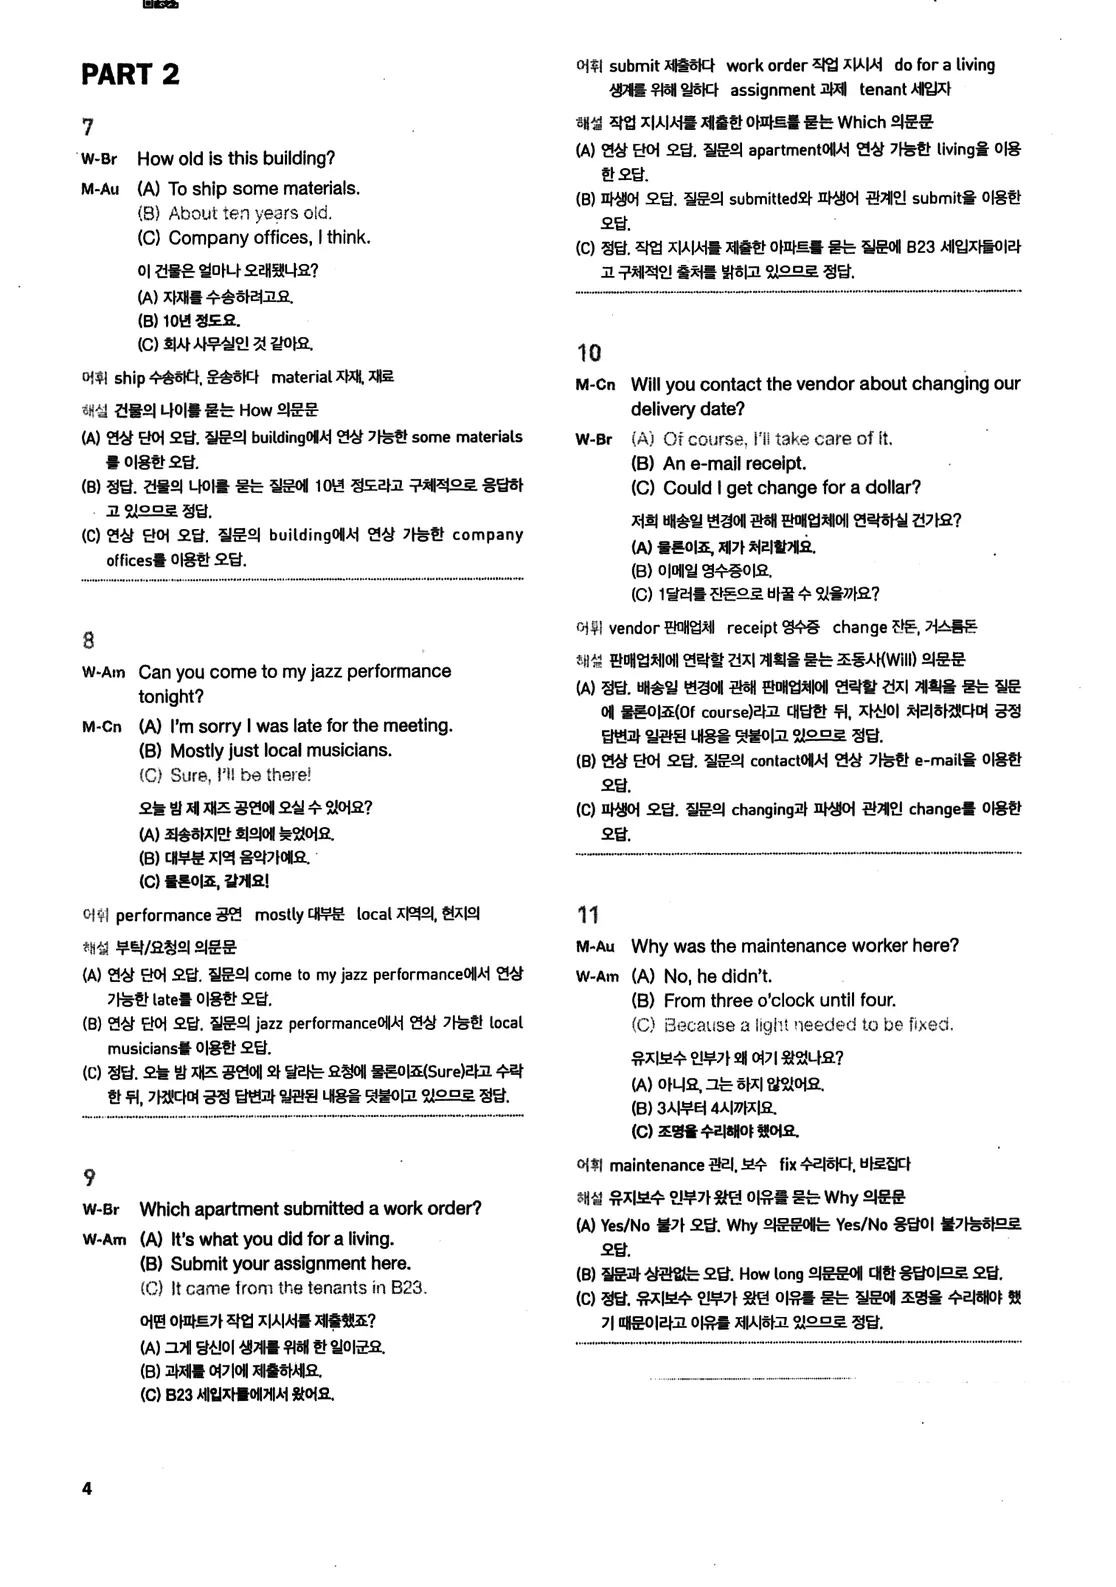 PART 2
7
W-Br How old is this building?
M-Au (A) To ship some materials.
(B) About ten years old.
(C) Company offices, I think.
이 건물은 얼마나 오래됐나요?
(A) 자재를 수송하려고요.
(B) 10년 정도요.
(C) 회사 사무실인 것 같아요.
어휘 ship 수송하다, 운송하다 material 자재, 재료
해설 건물의 나이를 묻는 How 의문문
(A) 연상 단어 오답. 질문의 building에서 연상 가능한 some materials
를 이용한 오답.
(B) 정답. 건물의 나이를 묻는 질문에 10년 정도라고 구체적으로 응답하
고 있으므로 정답.
(C) 연상 단어 오답. 질문의 building에서 연상 가능한 company
offices를 이용한 오답.
8
W-Am Can you come to my jazz performance
tonight?
M-Cn (A) I'm sorry I was late for the meeting.
(B) Mostly just local musicians.
(C) Sure, I'll be there!
오늘 밤 제 재즈 공연에 오실 수 있어요?
(A) 죄송하지만 회의에 늦었어요.
(B) 대부분 지역 음악가예요.
(C) 물론이죠, 갈게요!
어휘 performance 공연 mostly 대부분 local 지역의, 현지의
해설 부탁/요청의 의문문
(A) 연상 단어 오답. 질문의 come to my jazz performance에서 연상
가능한 late를 이용한 오답.
(B) 연상 단어 오답. 질문의 jazz performance에서 연상 가능한 local
musicians를 이용한 오답.
(C) 정답. 오늘 밤 재즈 공연에 와 달라는 요청에 물론이죠(Sure)라고 수락
한 뒤, 가겠다며 긍정 답변과 일관된 내용을 덧붙이고 있으므로 정답.
9
W-Br Which apartment submitted a work order?
W-Am (A) It's what you did for a living.
(B) Submit your assignment here.
(C) It came from the tenants in B23.
어떤 아파트가 작업 지시서를 제출했죠?
(A) 그게 당신이 생계를 위해 한 일이군요.
(B) 과제를 여기에 제출하세요.
(C) B23 세입자들에게서 왔어요.
4
어휘 submit 제출하다 work order 작업 지시서 do for a living
생계를 위해 일하다 assignment 과제 tenant 세입자
해설 작업 지시서를 제출한 아파트를 묻는 Which 의문문
(A) 연상 단어 오답. 질문의 apartment에서 연상 가능한 living을 이용
한 오답.
(B) 파생어 오답. 질문의 submitted와 파생어 관계인 submit을 이용한
오답.
(C) 정답. 작업 지시서를 제출한 아파트를 묻는 질문에 B23 세입자들이라
고 구체적인 출처를 밝히고 있으므로 정답.
10
M-Cn Will you contact the vendor about changing our
delivery date?
W-Br (A) Of course, I'll take care of it.
(B) An e-mail receipt.
(C) Could I get change for a dollar?
저희 배송일 변경에 관해 판매업체에 연락하실 건가요?
(A) 물론이죠, 제가 처리할게요.
(B) 이메일 영수증이요.
(C) 1달러를 잔돈으로 바꿀 수 있을까요?
어휘 vendor 판매업체 receipt 영수증 change 잔돈, 거스름돈
해설 판매업체에 연락할 건지 계획을 묻는 조동사(Will) 의문문
(A) 정답. 배송일 변경에 관해 판매업체에 연락할 건지 계획을 묻는 질문
에 물론이죠(Of course)라고 대답한 뒤, 자신이 처리하겠다며 긍정
답변과 일관된 내용을 덧붙이고 있으므로 정답.
(B) 연상 단어 오답. 질문의 contact에서 연상 가능한 e-mail을 이용한
오답.
(C) 파생어 오답. 질문의 changing과 파생어 관계인 change를 이용한
오답.
11
M-Au Why was the maintenance worker here?
W-Am (A) No, he didn't.
(B) From three o'clock until four.
(C) Because a light needed to be fixed.
유지보수 인부가 왜 여기 왔었나요?
(A) 아니요, 그는 하지 않았어요.
(B) 3시부터 4시까지요.
(C) 조명을 수리해야 했어요.
어휘 maintenance 관리, 보수 fix 수리하다, 바로잡다
해설 유지보수 인부가 왔던 이유를 묻는 Why 의문문
(A) Yes/No 불가 오답. Why 의문문에는 Yes/No 응답이 불가능하므로
오답.
(B) 질문과 상관없는 오답. How long 의문문에 대한 응답이므로 오답.
(C) 정답. 유지보수 인부가 왔던 이유를 묻는 질문에 조명을 수리해야 했
기 때문이라고 이유를 제시하고 있으므로 정답.